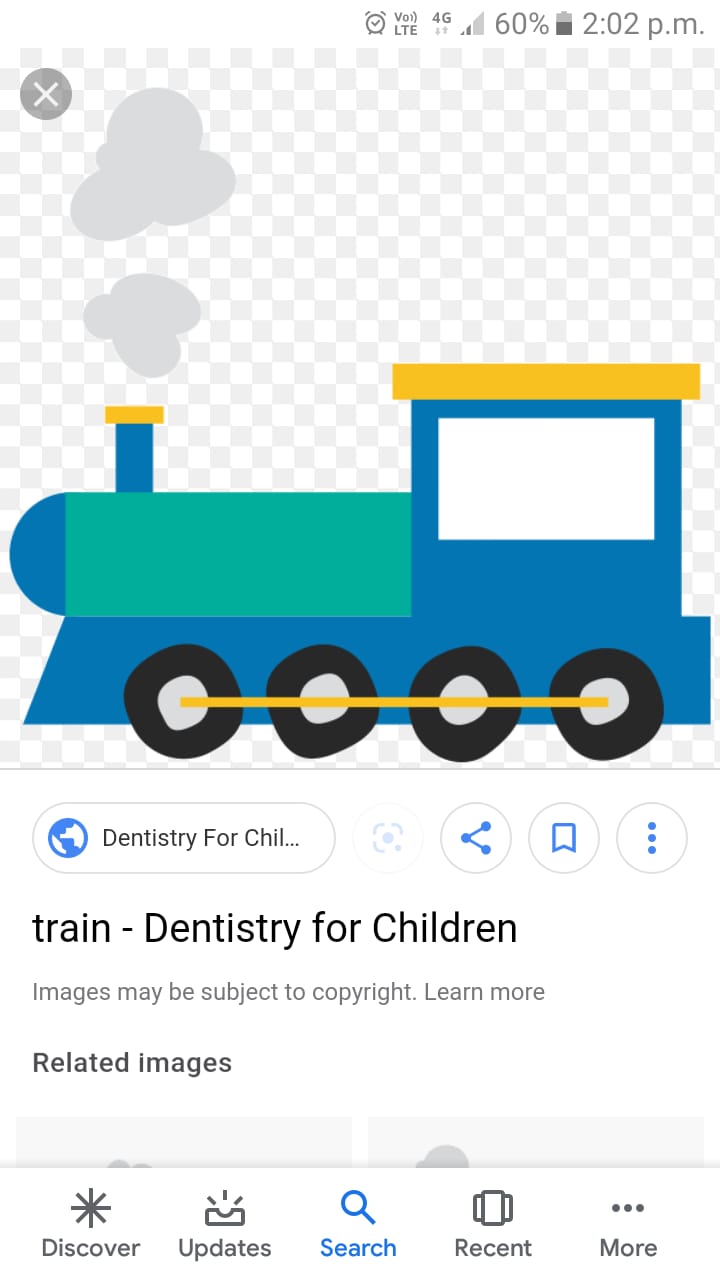 Vo)) LTE 4G 60% 2:02 p.m.
Dentistry For Chil...
train - Dentistry for Children
Images may be subject to copyright. Learn more
Related images
Discover Updates Search Recent More